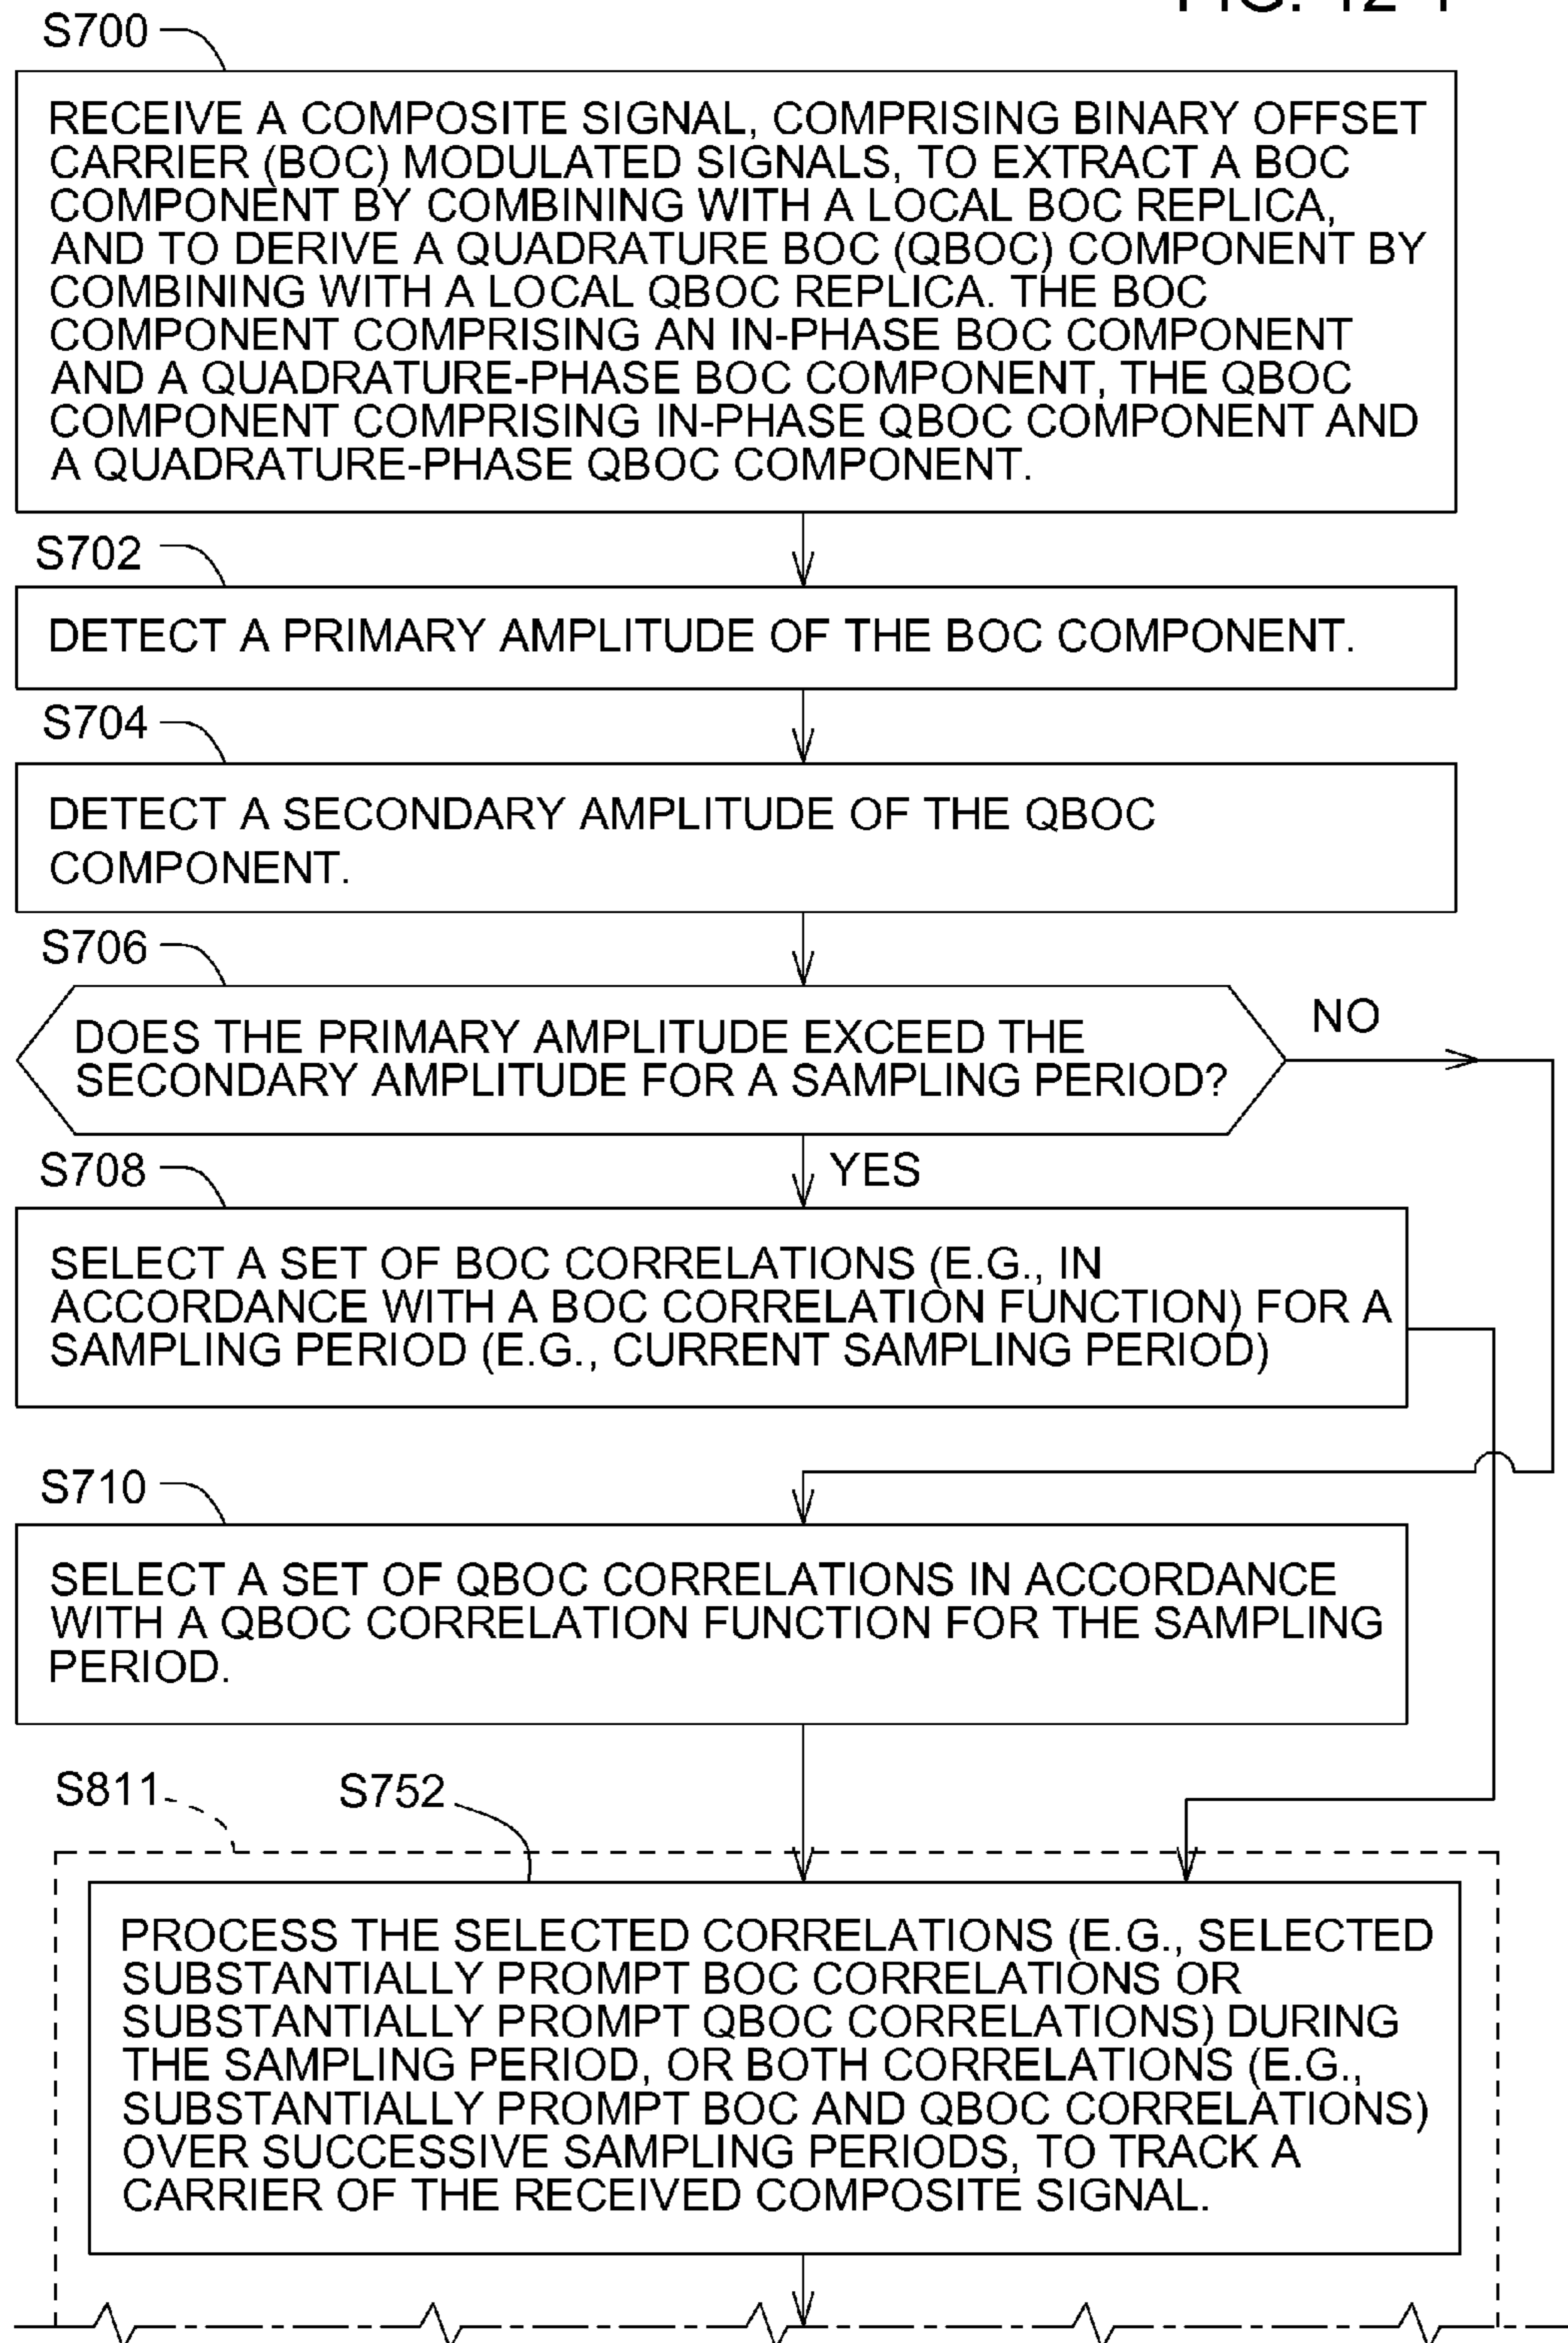 S700
RECEIVE A COMPOSITE SIGNAL, COMPRISING BINARY OFFSET
CARRIER (BOC) MODULATED SIGNALS, TO EXTRACT A BOC
COMPONENT BY COMBINING WITH A LOCAL BOC REPLICA,
AND TO DERIVE A QUADRATURE BOC (QBOC) COMPONENT BY
COMBINING WITH A LOCAL QBOC REPLICA. THE BOC
COMPONENT COMPRISING AN IN-PHASE BOC COMPONENT
AND A QUADRATURE-PHASE BOC COMPONENT, THE QBOC
COMPONENT COMPRISING IN-PHASE QBOC COMPONENT AND
A QUADRATURE-PHASE QBOC COMPONENT.
S702
DETECT A PRIMARY AMPLITUDE OF THE BOC COMPONENT.
S704
DETECT A SECONDARY AMPLITUDE OF THE QBOC
COMPONENT.
S706
DOES THE PRIMARY AMPLITUDE EXCEED THE
SECONDARY AMPLITUDE FOR A SAMPLING PERIOD?
NO
YES
S708
SELECT A SET OF BOC CORRELATIONS (E.G., IN
ACCORDANCE WITH A BOC CORRELATION FUNCTION) FOR A
SAMPLING PERIOD (E.G., CURRENT SAMPLING PERIOD)
S710
SELECT A SET OF QBOC CORRELATIONS IN ACCORDANCE
WITH A QBOC CORRELATION FUNCTION FOR THE SAMPLING
PERIOD.
S811
S752
PROCESS THE SELECTED CORRELATIONS (E.G., SELECTED
SUBSTANTIALLY PROMPT BOC CORRELATIONS OR
SUBSTANTIALLY PROMPT QBOC CORRELATIONS) DURING
THE SAMPLING PERIOD, OR BOTH CORRELATIONS (E.G.,
SUBSTANTIALLY PROMPT BOC AND QBOC CORRELATIONS)
OVER SUCCESSIVE SAMPLING PERIODS, TO TRACK A
CARRIER OF THE RECEIVED COMPOSITE SIGNAL.